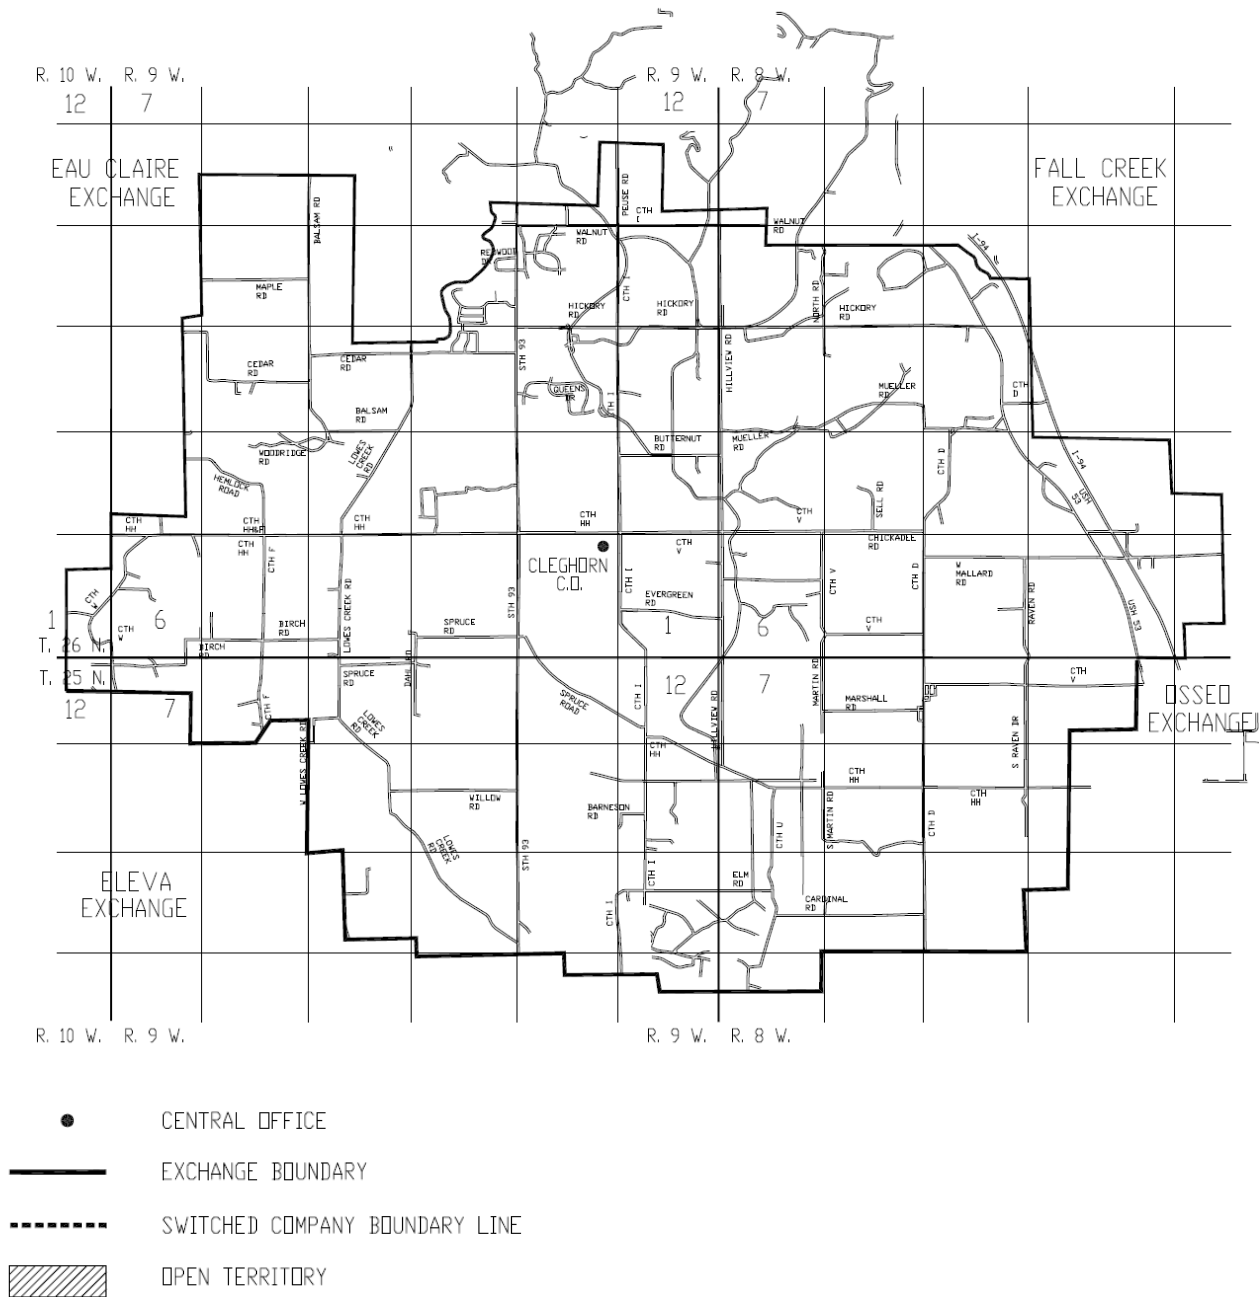 R. 10 W. R. 9 W.
R. 9 W. R. 8 W.
12 7
12 7
EAU CLAIRE
EXCHANGE
FALL CREEK
EXCHANGE
PEUSE RD
CTH
I
BALSAM RD
WALNUT
RD
WALNUT
RD
I-94
REDWOOD
DR
CTH I
MAPLE
RD
HICKORY
RD
HICKORY
RD
NORTH RD
HICKORY
RD
STH 93
HILLVIEW RD
CEDAR
RD
CEDAR
RD
QUEENS
DR
CTH I
MUELLER
RD
CTH
D
BALSAM
RD
WOODRIDGE
RD
LOWES
CREEK
RD
BUTTERNUT
RD
MUELLER
RD
CTH D
I-94
HEMLOCK
ROAD
SELL RD
USH
53
CTH
HH
CTH
HH&F
CTH
HH
CTH
HH
CTH
V
CTH
HH
CTH F
CLEGHORN
C.O.
CTH
V
CHICKADEE
RD
CTH I
CTH V
CTH D
W
MALLARD
RD
CTH
W
LOWES CREEK RD
STH 93
EVERGREEN
RD
RAVEN RD
USH 53
1 6
CTH
W
BIRCH
RD
SPRUCE
RD
1 6
CTH
V
T. 26 N.
BIRCH
RD
DAHL RD
T. 25 N.
SPRUCE
RD
MARTIN RD
CTH
V
12 7
CTH F
LOWES
CREEK
RD
SPRUCE
ROAD
CTH I
12 7
HILLVIEW RD
MARSHALL
RD
OSSEO
EXCHANGE
W LOWES CREEK RD
CTH
HH
S RAVEN DR
CTH
HH
WILLOW
RD
BARNESON
RD
CTH U
S MARTIN RD
CTH D
CTH
HH
LOWES
CREEK
RD
STH 93
CTH I
ELEVA
EXCHANGE
ELM
RD
CTH I
CARDINAL
RD
R. 10 W. R. 9 W.
R. 9 W. R. 8 W.
CENTRAL OFFICE
EXCHANGE BOUNDARY
SWITCHED COMPANY BOUNDARY LINE
OPEN TERRITORY